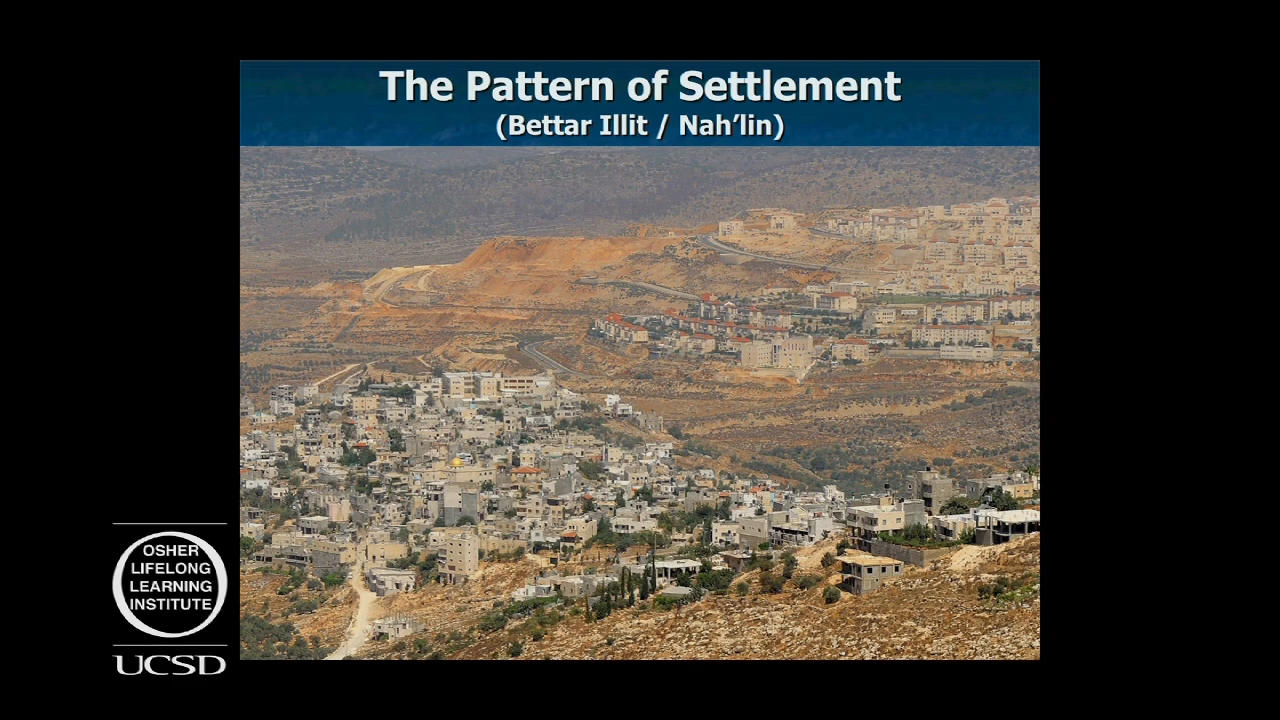 The Pattern of Settlement
(Bettar Illit / Nah’lin)
OSHER
LIFELONG
LEARNING
INSTITUTE
UCSD